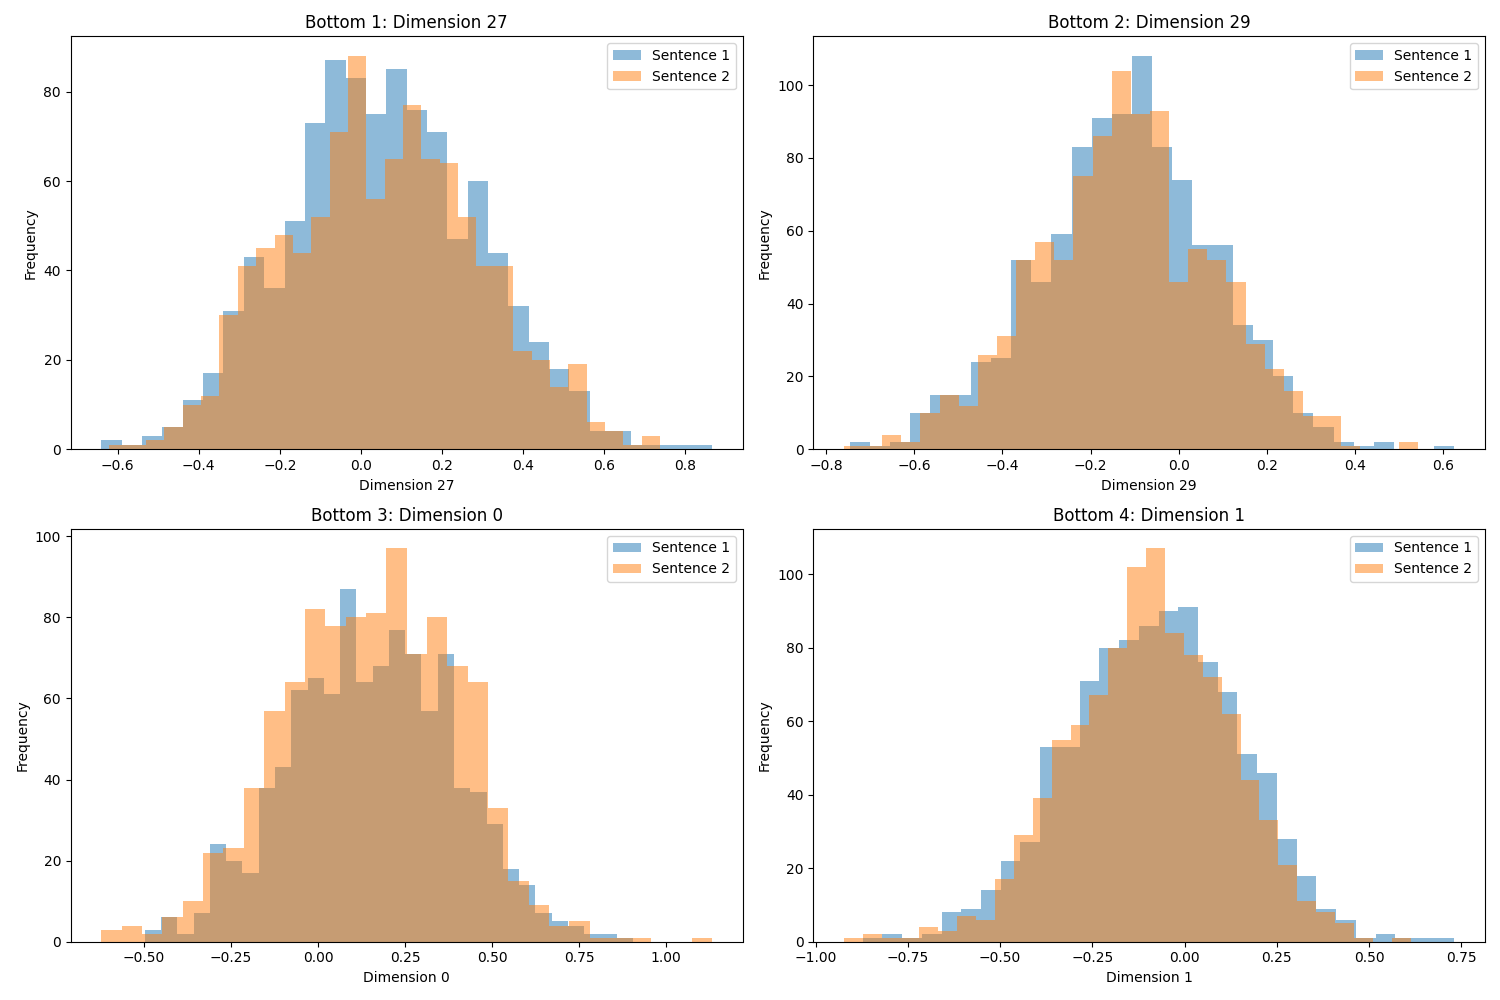 Bottom 1: Dimension 27
Sentence 1
Sentence 2
Frequency
80
60
40
20
0
−0.6 −0.4 −0.2 0.0 0.2 0.4 0.6 0.8
Dimension 27
Bottom 2: Dimension 29
Sentence 1
Sentence 2
Frequency
100
80
60
40
20
0
−0.8 −0.6 −0.4 −0.2 0.0 0.2 0.4 0.6
Dimension 29
Bottom 3: Dimension 0
Sentence 1
Sentence 2
Frequency
100
80
60
40
20
0
−0.50 −0.25 0.00 0.25 0.50 0.75 1.00
Dimension 0
Bottom 4: Dimension 1
Sentence 1
Sentence 2
Frequency
100
80
60
40
20
0
−1.00 −0.75 −0.50 −0.25 0.00 0.25 0.50 0.75
Dimension 1